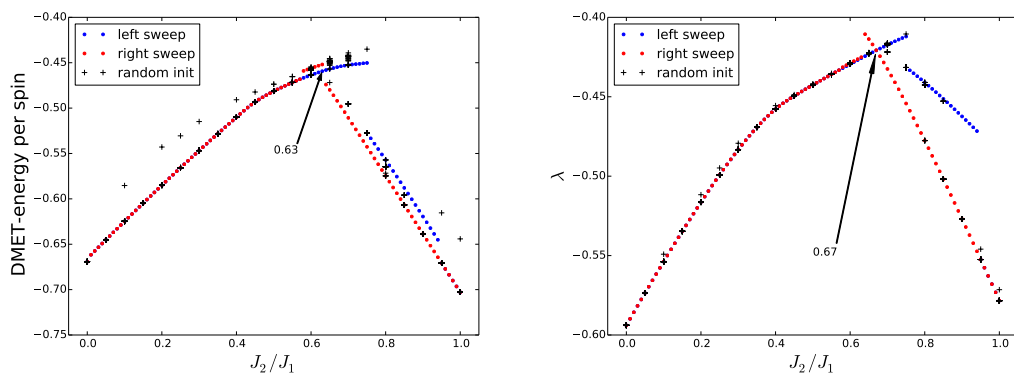 −0.40
−0.45
−0.50
−0.55
−0.60
−0.65
−0.70
−0.75
DMET-energy per spin
left sweep
right sweep
random init
0.63
0.0
0.2
0.4
0.6
0.8
1.0
J2/J1
−0.40
−0.45
−0.50
−0.55
−0.60
λ
left sweep
right sweep
random init
0.67
0.0
0.2
0.4
0.6
0.8
1.0
J2/J1